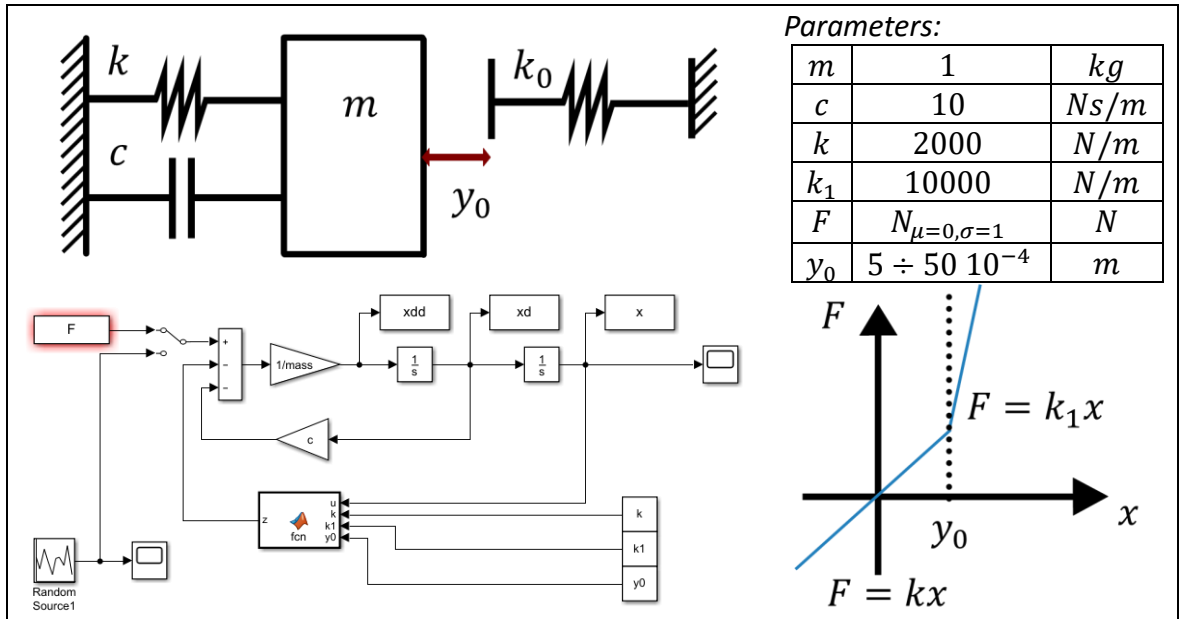 Parameters:
k
c
m
k₀
y₀
m 1 kg
c 10 Ns/m
k 2000 N/m
k₁ 10000 N/m
F N_{μ=0,σ=1} N
y₀ 5 ÷ 50 10⁻⁴ m
F
xdd
xd
x
+
−
−
1/mass
1
s
1
s
c
z
fcn
u
k
k1
y0
k
k1
y0
Random
Source1
F
F = k₁x
x
y₀
F = kx